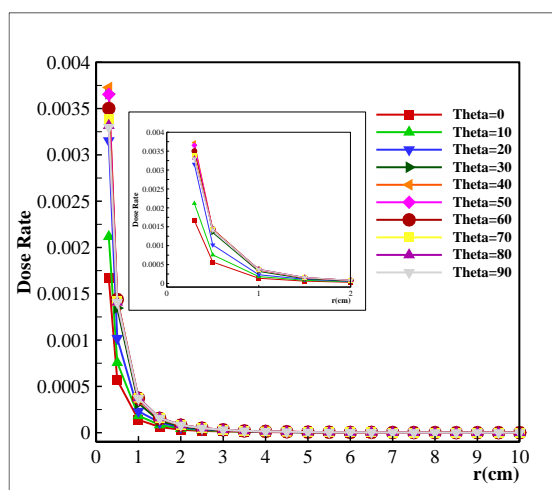 0.004
0.0035
0.003
0.0025
0.002
0.0015
0.001
0.0005
0
Dose Rate
0 1 2 3 4 5 6 7 8 9 10
r(cm)
0.004
0.0035
0.003
0.0025
0.002
0.0015
0.001
0.0005
0
Dose Rate
0 1 2
r(cm)
Theta=0
Theta=10
Theta=20
Theta=30
Theta=40
Theta=50
Theta=60
Theta=70
Theta=80
Theta=90